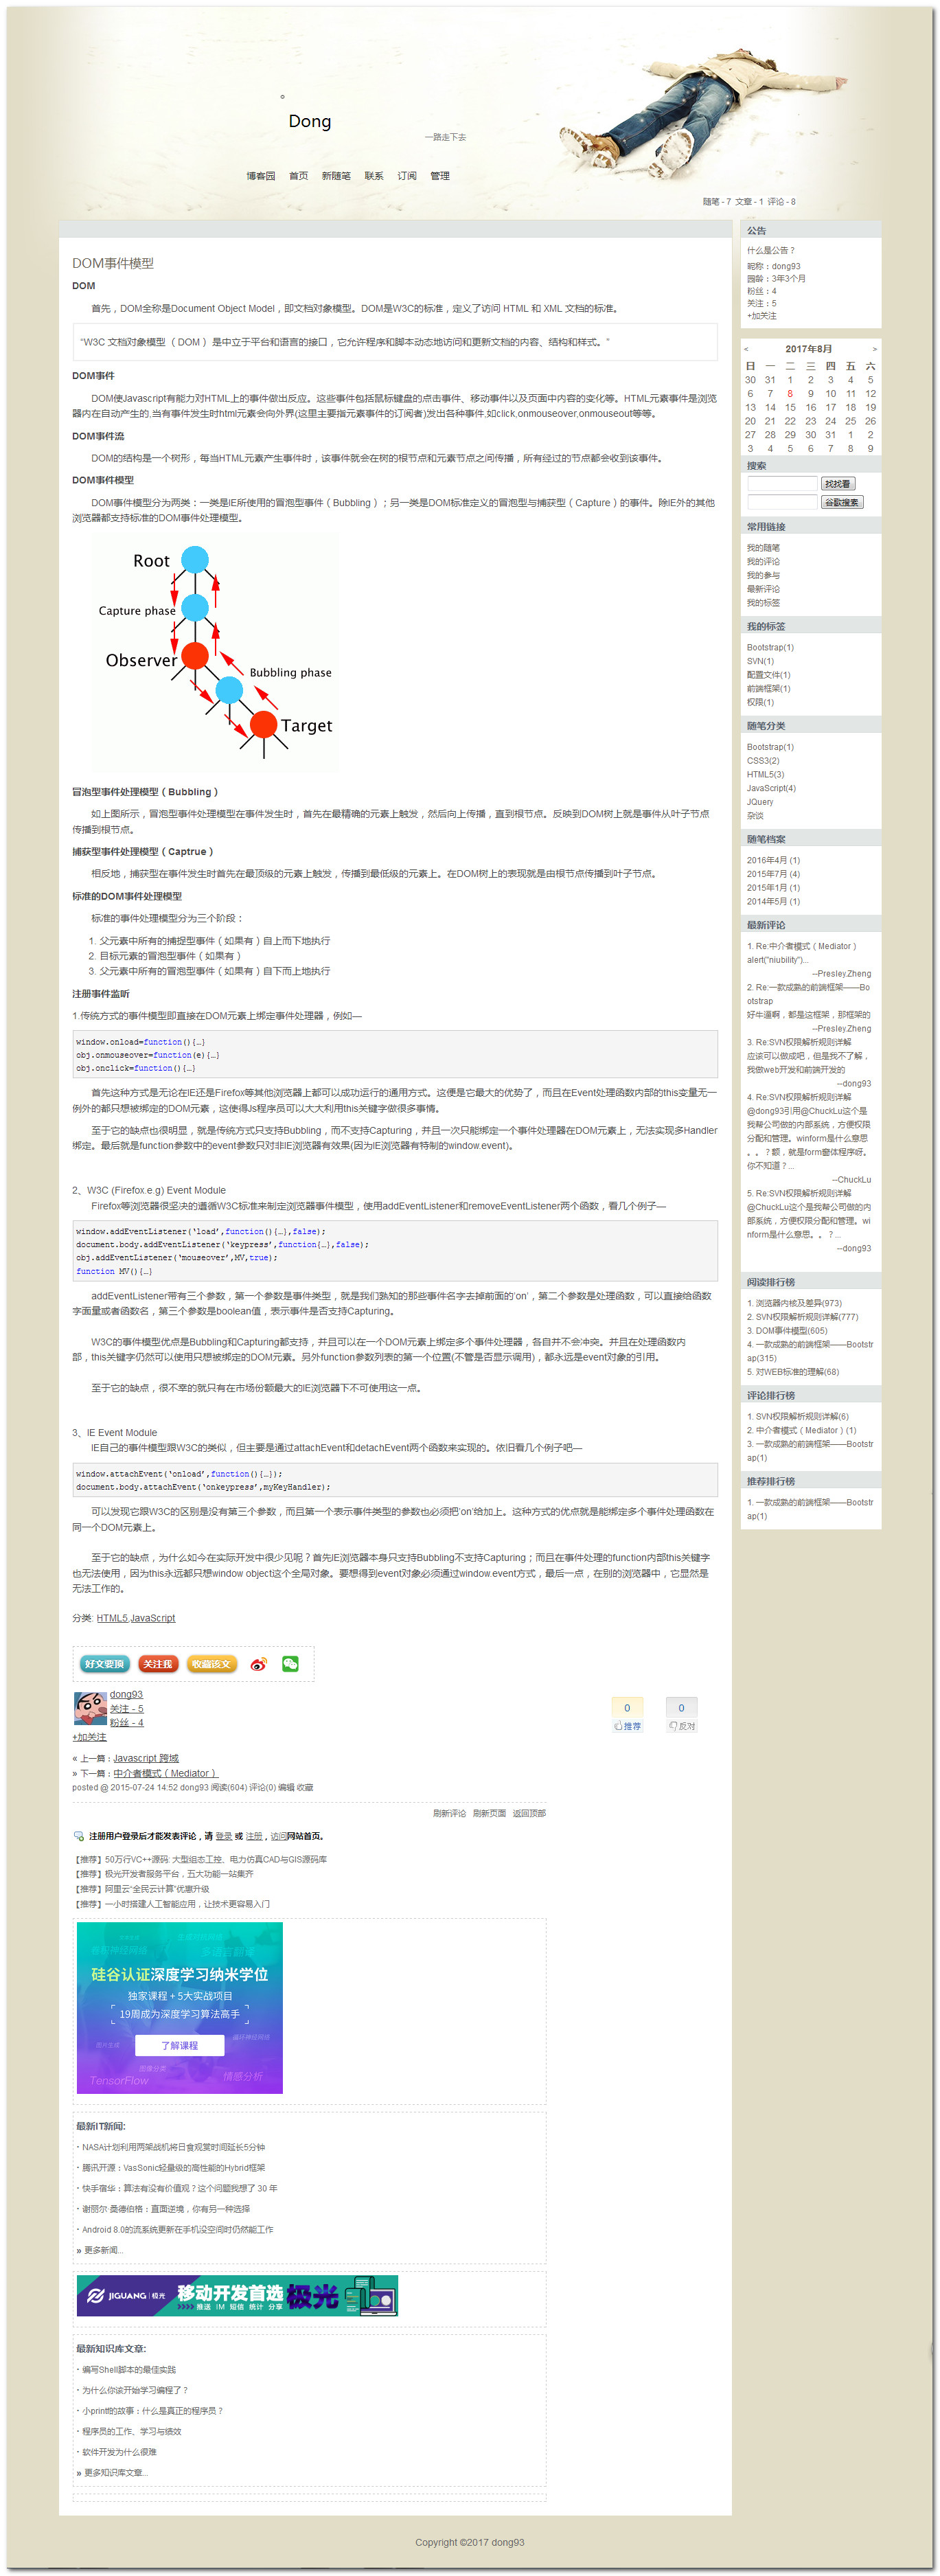 Dong
一路走下去
博客园 首页 新随笔 联系 订阅 管理
随笔 - 7 文章 - 1 评论 - 8
DOM事件模型
DOM
首先，DOM全称是Document Object Model，即文档对象模型。DOM是W3C的标准，定义了访问 HTML 和 XML 文档的标准。
“W3C 文档对象模型 （ DOM ） 是中立于平台和语言的接口，它允许程序和脚本动态地访问和更新文档的内容、结构和样式。”
DOM事件
DOM使Javascript有能力对HTML上的事件做出反应。这些事件包括鼠标键盘的点击事件、移动事件以及页面中内容的变化等。HTML元素事件是浏览
器内在自动产生的,当有事件发生时html元素会向外界(这里主要指元素事件的订阅者)发出各种事件,如click,onmouseover,onmouseout等等。
DOM事件流
DOM的结构是一个树形，每当HTML元素产生事件时，该事件就会在树的根节点和元素节点之间传播，所有经过的节点都会收到该事件。
DOM事件模型
DOM事件模型分为两类：一类是IE所使用的冒泡型事件（Bubbling）；另一类是DOM标准定义的冒泡型与捕获型（Capture）的事件。除IE外的其他
浏览器都支持标准的DOM事件处理模型。
Root
Capture phase
Observer
Bubbling phase
Target
冒泡型事件处理模型（Bubbling）
如上图所示，冒泡型事件处理模型在事件发生时，首先在最精确的元素上触发，然后向上传播，直到根节点。反映到DOM树上就是事件从叶子节点
传播到根节点。
捕获型事件处理模型（Captrue）
相反地，捕获型在事件发生时首先在最顶级的元素上触发，传播到最低级的元素上。在DOM树上的表现就是由根节点传播到叶子节点。
标准的DOM事件处理模型
标准的事件处理模型分为三个阶段：
1. 父元素中所有的捕捉型事件（如果有）自上而下地执行
2. 目标元素的冒泡型事件（如果有）
3. 父元素中所有的冒泡型事件（如果有）自下而上地执行
注册事件监听
1.传统方式的事件模型即直接在DOM元素上绑定事件处理器，例如—
window.onload=function(){…}
obj.onmouseover=function(e){…}
obj.onclick=function(){…}
首先这种方式是无论在IE还是Firefox等其他浏览器上都可以成功运行的通用方式。这便是它最大的优势了，而且在Event处理函数内部的this变量无一
例外的都只想被绑定的DOM元素，这使得Js程序员可以大大利用this关键字做很多事情。
至于它的缺点也很明显，就是传统方式只支持Bubbling，而不支持Capturing，并且一次只能绑定一个事件处理器在DOM元素上，无法实现多Handler
绑定。最后就是function参数中的event参数只对非IE浏览器有效果(因为IE浏览器有特制的window.event)。
2、W3C (Firefox.e.g) Event Module
Firefox等浏览器很坚决的遵循W3C标准来制定浏览器事件模型，使用addEventListener和removeEventListener两个函数，看几个例子—
window.addEventListener(‘load’,function(){…},false);
document.body.addEventListener(‘keypress’,function{…},false);
obj.addEventListener(‘mouseover’,MV,true);
function MV(){…}
addEventListener带有三个参数，第一个参数是事件类型，就是我们熟知的那些事件名字去掉前面的’on’，第二个参数是处理函数，可以直接给函数
字面量或者函数名，第三个参数是boolean值，表示事件是否支持Capturing。
W3C的事件模型优点是Bubbling和Capturing都支持，并且可以在一个DOM元素上绑定多个事件处理器，各自并不会冲突。并且在处理函数内
部，this关键字仍然可以使用只想被绑定的DOM元素。另外function参数列表的第一个位置(不管是否显示调用)，都永远是event对象的引用。
至于它的缺点，很不幸的就只有在市场份额最大的IE浏览器下不可使用这一点。
3、IE Event Module
IE自己的事件模型跟W3C的类似，但主要是通过attachEvent和detachEvent两个函数来实现的。依旧看几个例子吧—
window.attachEvent(‘onload’,function(){…});
document.body.attachEvent(‘onkeypress’,myKeyHandler);
可以发现它跟W3C的区别是没有第三个参数，而且第一个表示事件类型的参数也必须把’on’给加上。这种方式的优点就是能绑定多个事件处理函数在
同一个DOM元素上。
至于它的缺点，为什么如今在实际开发中很少见呢？首先IE浏览器本身只支持Bubbling不支持Capturing；而且在事件处理的function内部this关键字
也无法使用，因为this永远都只想window object这个全局对象。要想得到event对象必须通过window.event方式，最后一点，在别的浏览器中，它显然是
无法工作的。
分类: HTML5,JavaScript
好文要顶 关注我 收藏该文
dong93
关注 - 5
粉丝 - 4
+加关注
0 0
推荐 反对
« 上一篇：Javascript 跨域
» 下一篇：中介者模式（Mediator）
posted @ 2015-07-24 14:52 dong93 阅读(604) 评论(0) 编辑 收藏
刷新评论 刷新页面 返回顶部
注册用户登录后才能发表评论，请 登录 或 注册，访问网站首页。
【推荐】50万行VC++源码: 大型组态工控、电力仿真CAD与GIS源码库
【推荐】极光开发者服务平台，五大功能一站集齐
【推荐】阿里云“全民云计算”优惠升级
【推荐】一小时搭建人工智能应用，让技术更容易入门
硅谷认证深度学习纳米学位
独家课程 + 5大实战项目
19周成为深度学习算法高手
了解课程
图像分类
TensorFlow
情感分析
最新IT新闻:
· NASA计划利用两架战机将日食观赏时间延长5分钟
· 腾讯开源：VasSonic轻量级的高性能的Hybrid框架
· 快手宿华：算法有没有价值观？这个问题我想了 30 年
· 谢丽尔·桑德伯格：直面逆境，你有另一种选择
· Android 8.0的流系统更新在手机没空间时仍然能工作
» 更多新闻...
JIGUANG | 极光 移动开发首选极光
推送 IM 短信 统计 分享
最新知识库文章:
· 编写Shell脚本的最佳实践
· 为什么你该开始学习编程了？
· 小printf的故事：什么是真正的程序员？
· 程序员的工作、学习与绩效
· 软件开发为什么很难
» 更多知识库文章...
公告
什么是公告？
昵称：dong93
园龄：3年3个月
粉丝：4
关注：5
+加关注
< 2017年8月 >
日 一 二 三 四 五 六
30 31 1 2 3 4 5
6 7 8 9 10 11 12
13 14 15 16 17 18 19
20 21 22 23 24 25 26
27 28 29 30 31 1 2
3 4 5 6 7 8 9
搜索
找找看
谷歌搜索
常用链接
我的随笔
我的评论
我的参与
最新评论
我的标签
我的标签
Bootstrap(1)
SVN(1)
配置文件(1)
前端框架(1)
权限(1)
随笔分类
Bootstrap(1)
CSS3(2)
HTML5(3)
JavaScript(4)
JQuery
杂谈
随笔档案
2016年4月 (1)
2015年7月 (4)
2015年1月 (1)
2014年5月 (1)
最新评论
1. Re:中介者模式（Mediator）
alert("niubility")...
--Presley.Zheng
2. Re:一款成熟的前端框架——Bo
otstrap
好牛逼啊，都是这框架，那框架的
--Presley.Zheng
3. Re:SVN权限解析规则详解
应该可以做成吧，但是我不了解，
我做web开发和前端开发的
--dong93
4. Re:SVN权限解析规则详解
@dong93引用@ChuckLu这个是
我帮公司做的内部系统，方便权限
分配和管理。winform是什么意思
。。？额，就是form窗体程序呀。
你不知道？...
--ChuckLu
5. Re:SVN权限解析规则详解
@ChuckLu这个是我帮公司做的内
部系统，方便权限分配和管理。wi
nform是什么意思。。？...
--dong93
阅读排行榜
1. 浏览器内核及差异(973)
2. SVN权限解析规则详解(777)
3. DOM事件模型(605)
4. 一款成熟的前端框架——Bootstr
ap(315)
5. 对WEB标准的理解(68)
评论排行榜
1. SVN权限解析规则详解(6)
2. 中介者模式（Mediator）(1)
3. 一款成熟的前端框架——Bootstr
ap(1)
推荐排行榜
1. 一款成熟的前端框架——Bootstr
ap(1)
Copyright ©2017 dong93